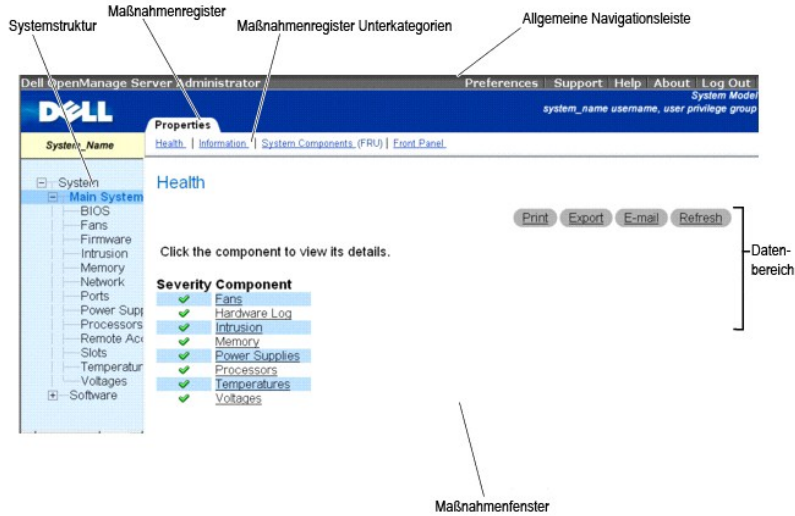 Maßnahmenregister
Allgemeine Navigationsleiste
Systemstruktur
Maßnahmenregister Unterkategorien
Dell OpenManage Server Administrator
Preferences Support Help About Log Out
System Model
DELL
system_name username, user privilege group
Properties
System_Name
Health | Information | System Components (FRU) | Front Panel
System
Main System
BIOS
Fans
Firmware
Intrusion
Memory
Network
Ports
Power Supp
Processors
Remote Acc
Slots
Temperatur
Voltages
Software
Health
Print Export E-mail Refresh
Click the component to view its details.
Severity Component
Fans
Hardware Log
Intrusion
Memory
Power Supplies
Processors
Temperatures
Voltages
Daten-
bereich
Maßnahmenfenster